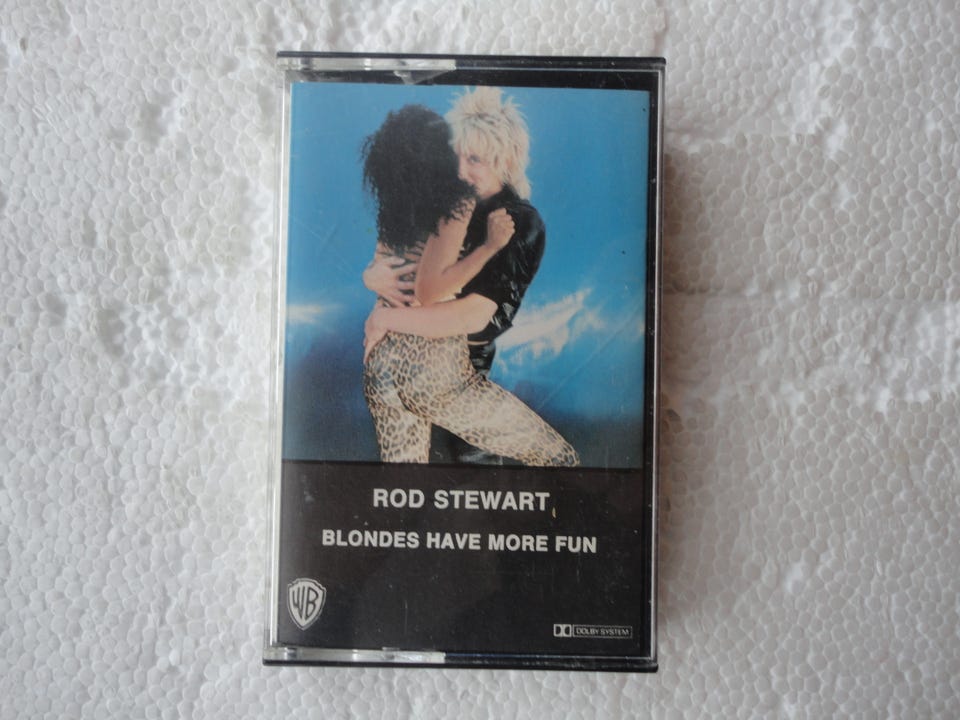 ROD STEWART
BLONDES HAVE MORE FUN
WB
DOLBY SYSTEM